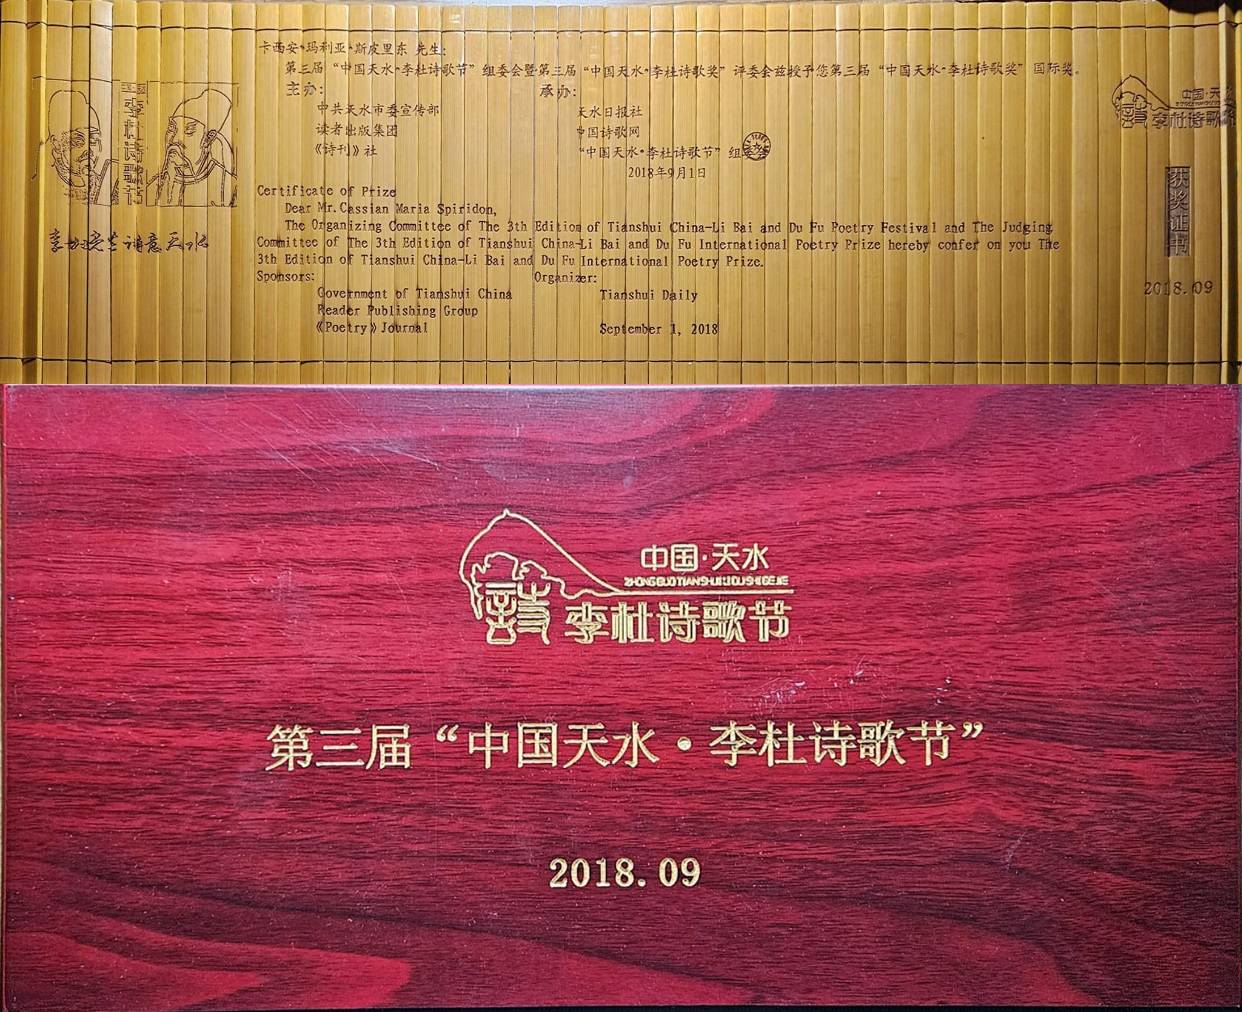 卡西安·玛利亚·斯皮里东 先生:
第三届 “中国天水·李杜诗歌节” 组委会暨第三届 “中国天水·李杜诗歌奖” 评委会兹授予您第三届 “中国天水·李杜诗歌奖” 国际奖。
主办: 承办:
中共天水市委宣传部 天水日报社
读者出版集团 中国诗歌网
《诗刊》社 “中国天水·李杜诗歌节” 组
2018年9月1日
李杜诗歌节
Certificate of Prize
Dear Mr.Cassian Maria Spiridon,
The Organizing Committee of The 3th Edition of Tianshui China-Li Bai and Du Fu Poetry Festival and The Judging
Committee of The 3th Edition of Tianshui China-Li Bai and Du Fu International Poetry Prize hereby confer on you The
3th Edition of Tianshui China-Li Bai and Du Fu International Poetry Prize.
Sponsors: Organizer:
Government of Tianshui China Tianshui Daily
Reader Publishing Group
《Poetry》Journal September 1, 2018
中国·天水
李杜诗歌
获奖证书
2018.09
中国·天水
ZHONGGUOTIANSHUILIDUSHIGEJIE
李杜诗歌节
第三届 “中国天水·李杜诗歌节”
2018.09